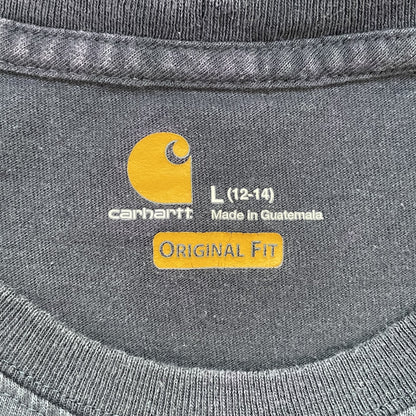 carhartt
L (12-14)
Made in Guatemala
ORIGINAL FIT